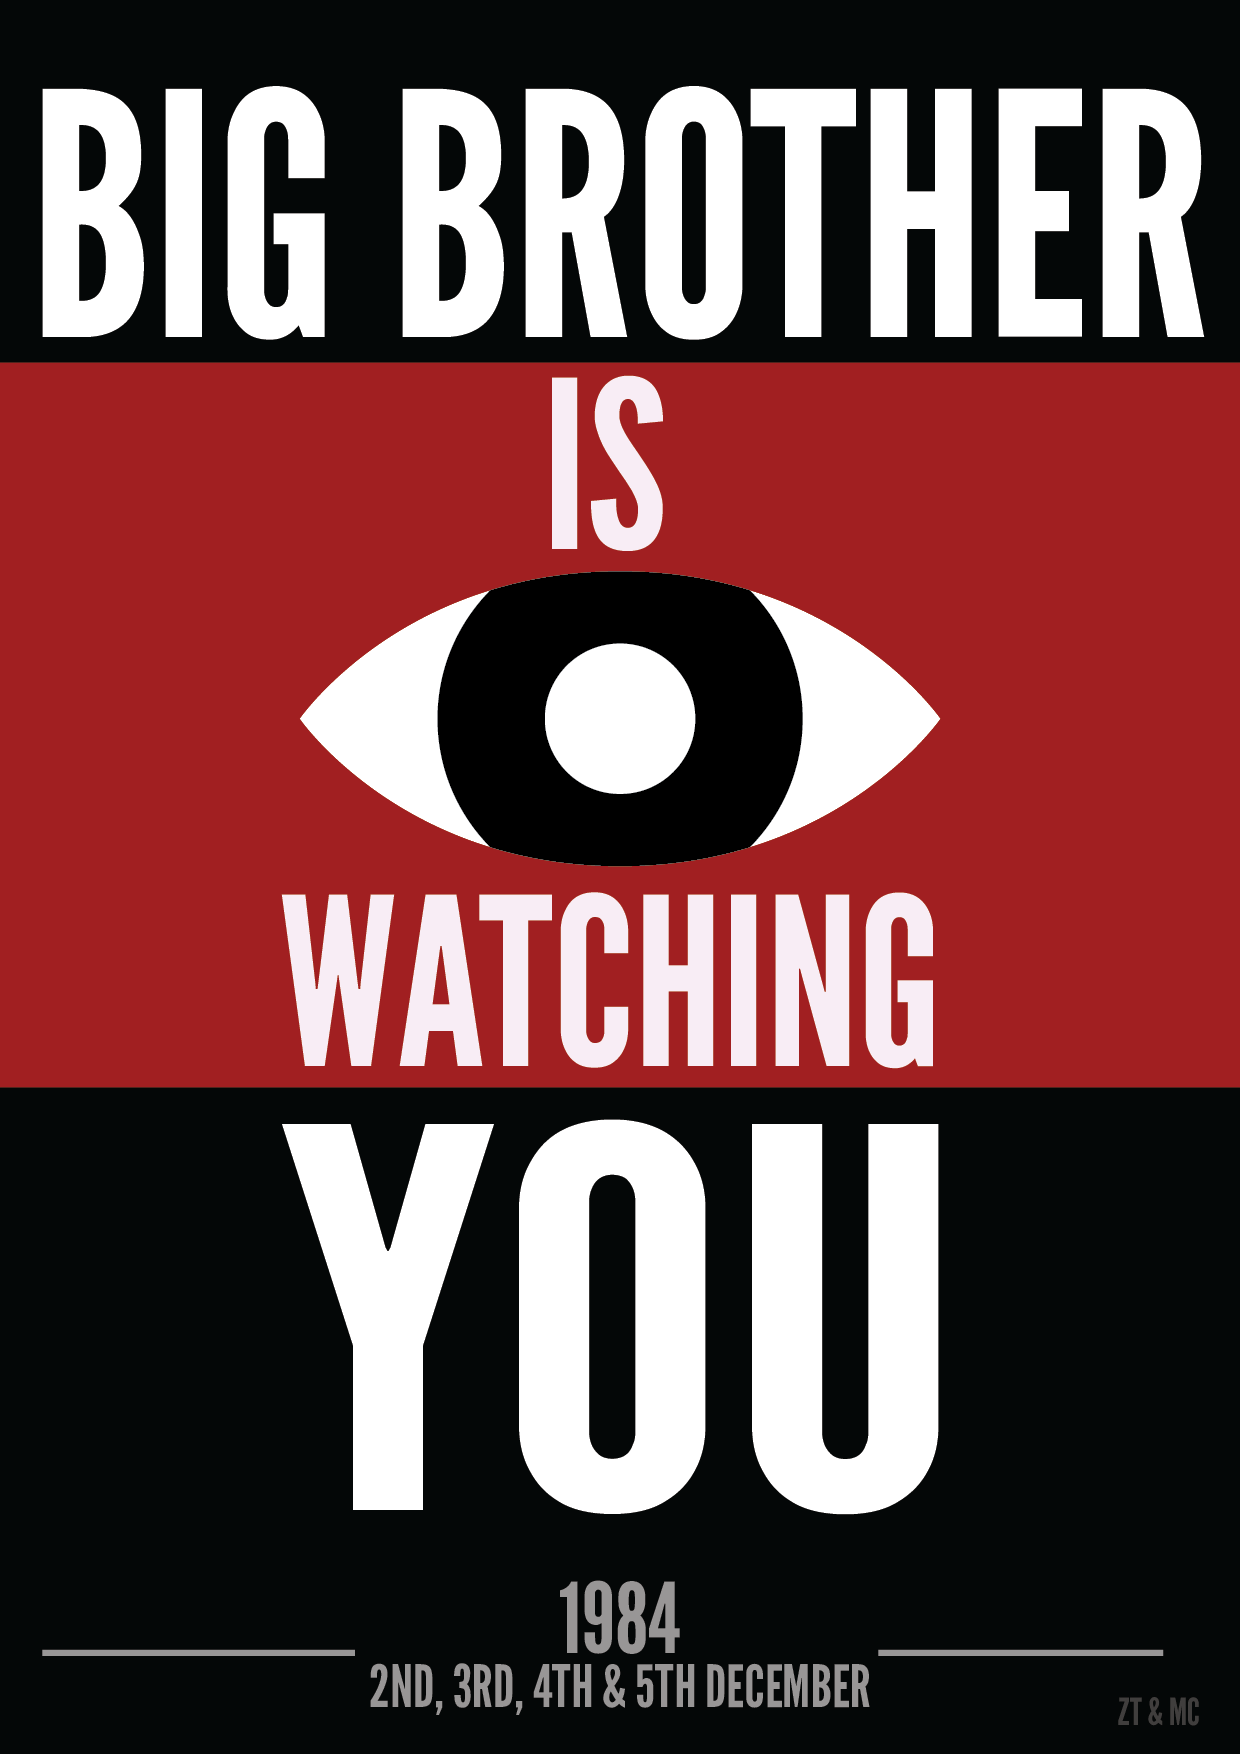 BIG BROTHER
IS
WATCHING
YOU
1984
2ND, 3RD, 4TH & 5TH DECEMBER
ZT & MC